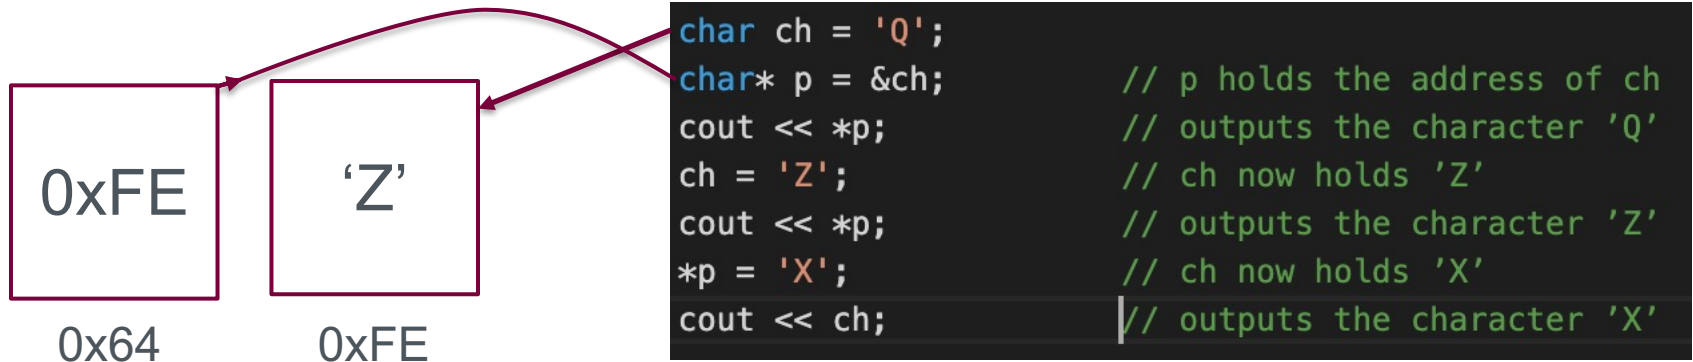 0xFE
‘Z’
0x64
0xFE
char ch = 'Q';
char* p = &ch; // p holds the address of ch
cout << *p; // outputs the character ’Q’
ch = 'Z'; // ch now holds ’Z’
cout << *p; // outputs the character ’Z’
*p = 'X'; // ch now holds ’X’
cout << ch; // outputs the character ’X’